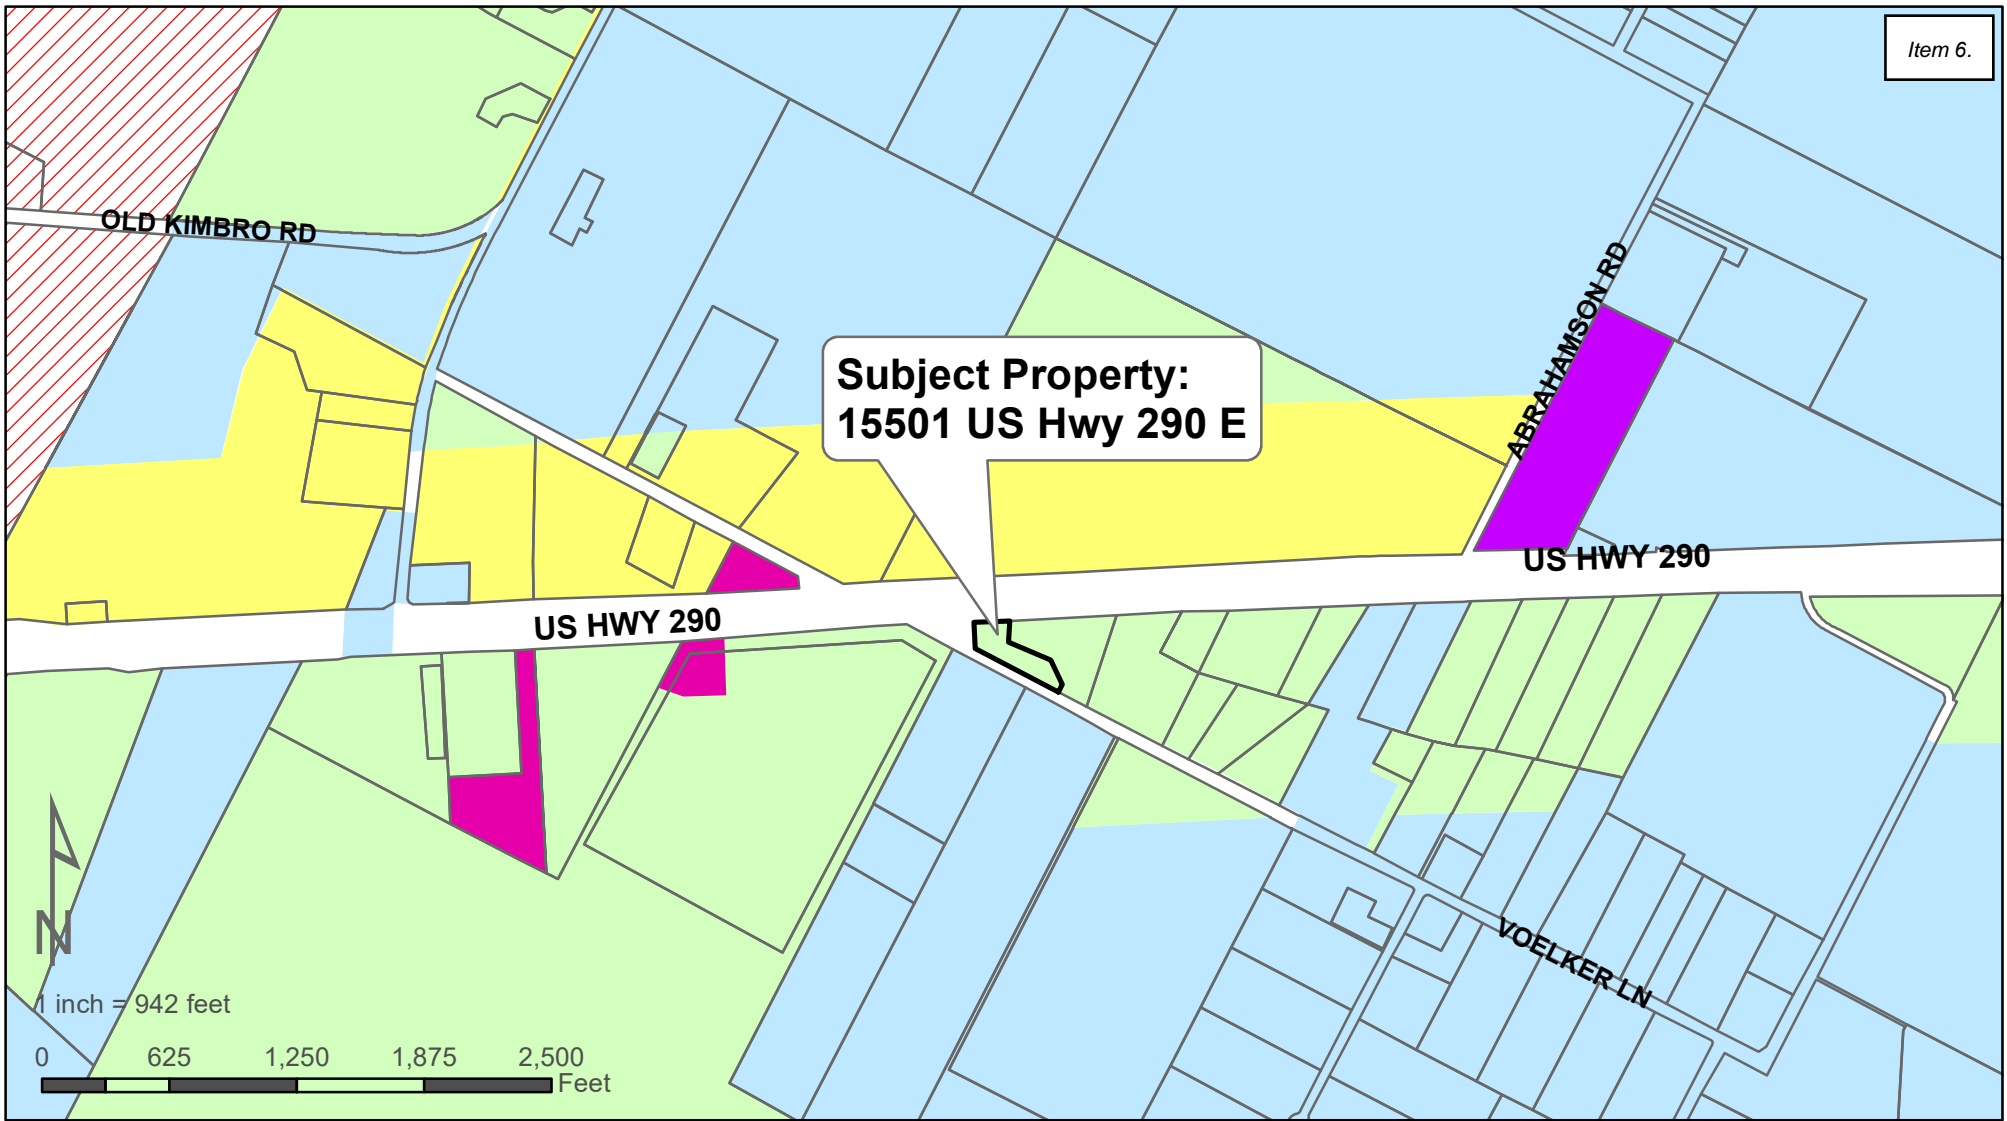 Item 6.
OLD KIMBRO RD
ABRAHAMSON RD
Subject Property:
15501 US Hwy 290 E
US HWY 290
US HWY 290
VOELKER LN
N
1 inch = 942 feet
0 625 1,250 1,875 2,500
Feet